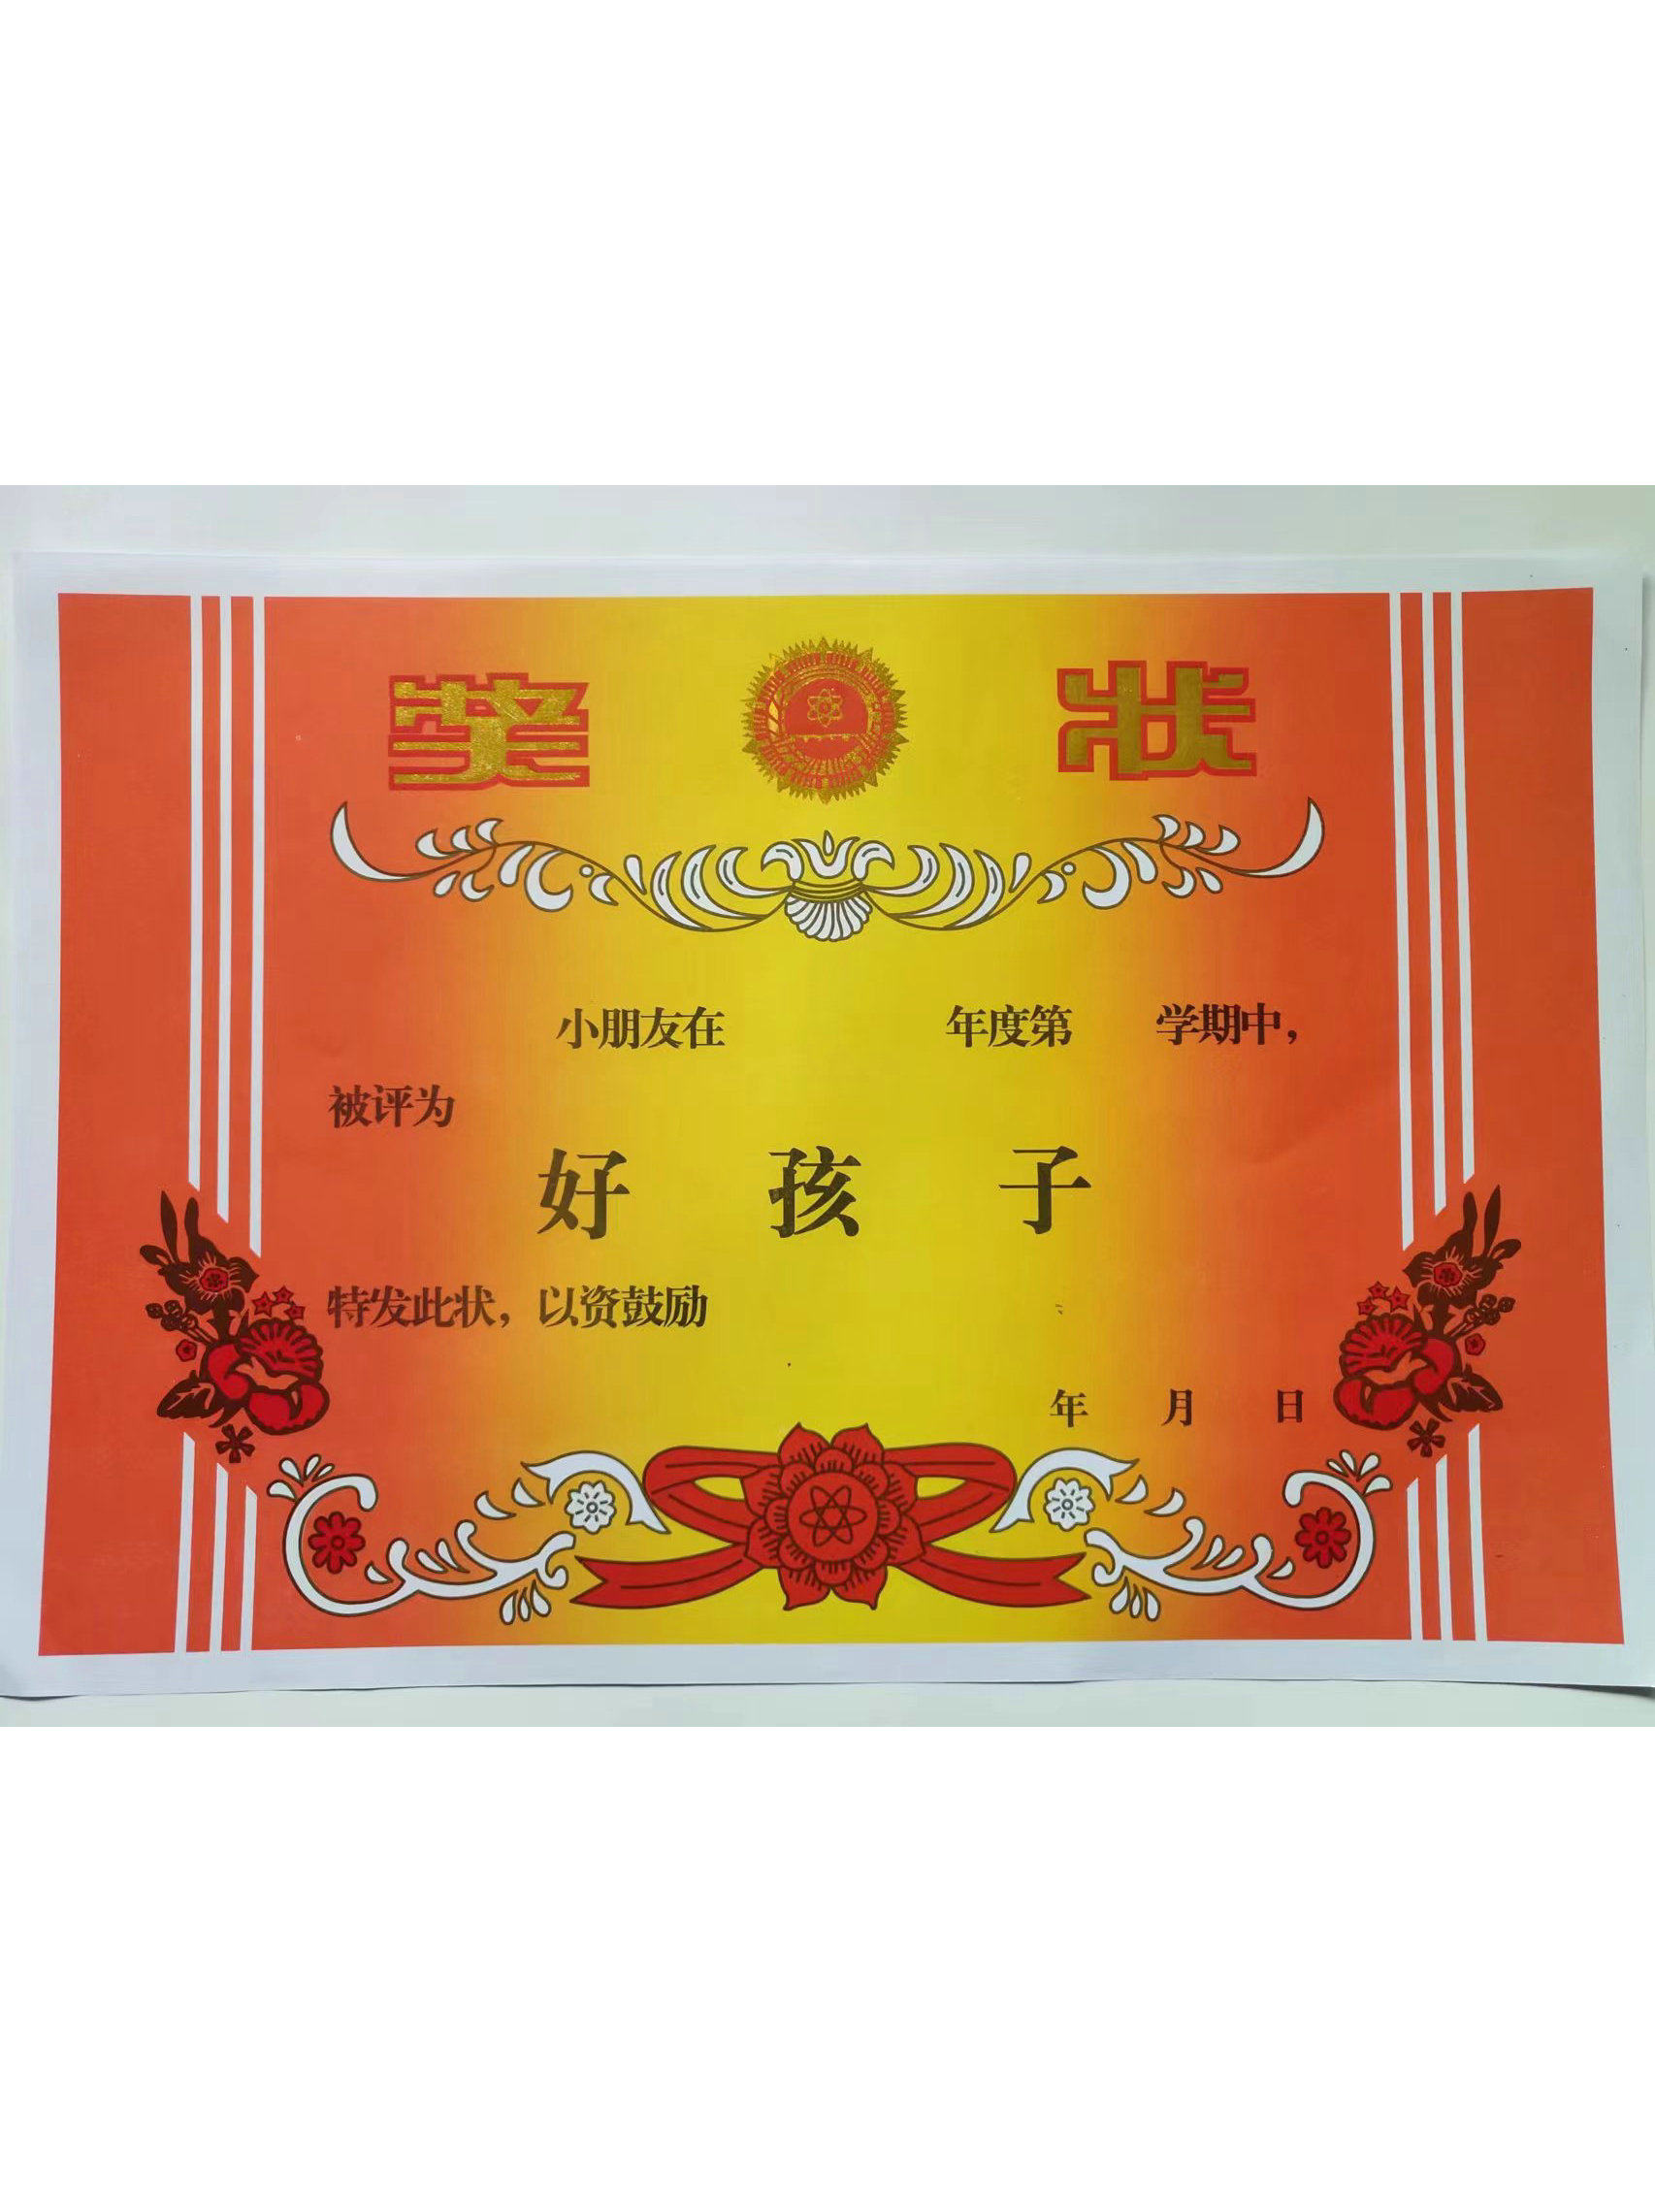 奖 状
小朋友在 年度第 学期中，
被评为
好 孩 子
特发此状，以资鼓励
年 月 日